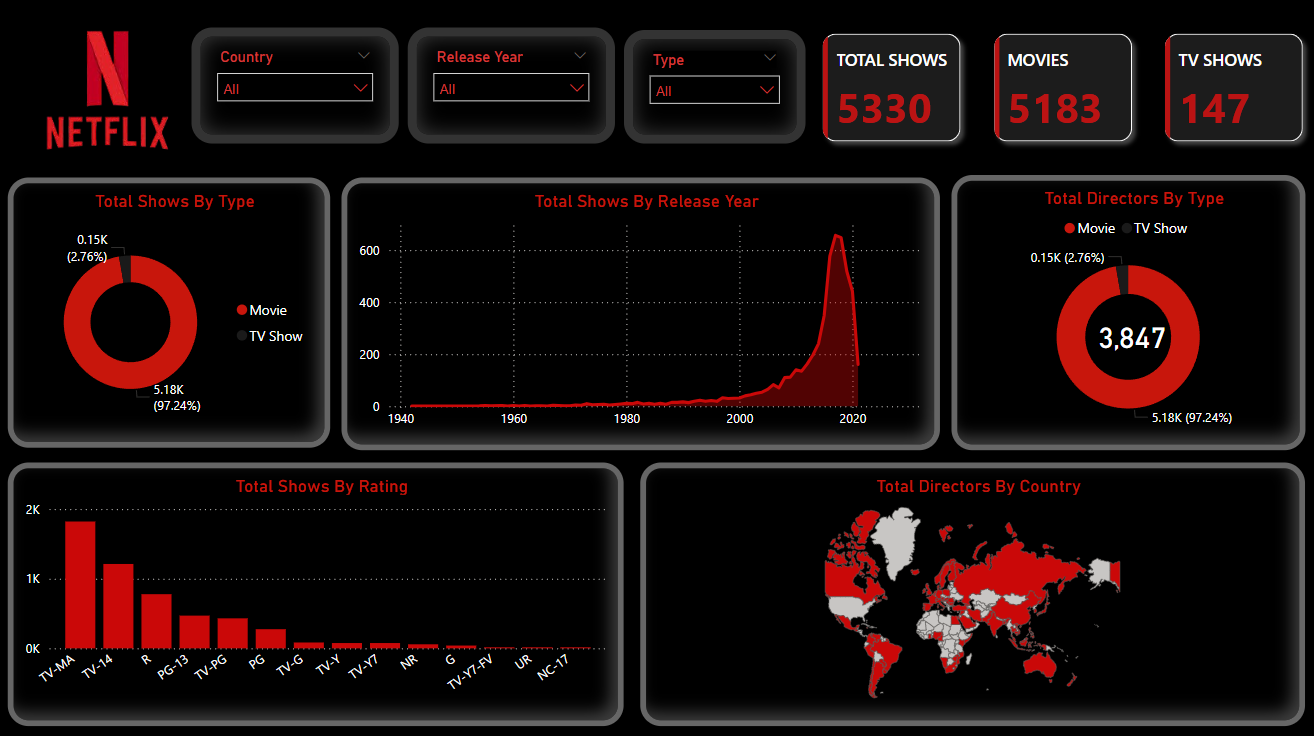 NETFLIX
Country
All
Release Year
All
Type
All
TOTAL SHOWS
5330
MOVIES
5183
TV SHOWS
147
Total Shows By Type
0.15K
(2.76%)
Movie
TV Show
5.18K
(97.24%)
Total Shows By Release Year
600
400
200
0
1940
1960
1980
2000
2020
Total Directors By Type
Movie TV Show
0.15K (2.76%)
3,847
5.18K (97.24%)
Total Shows By Rating
2K
1K
0K
TV-MA
TV-14
R
PG-13
TV-PG
PG
TV-G
TV-Y
TV-Y7
NR
G
TV-Y7-FV
UR
NC-17
Total Directors By Country